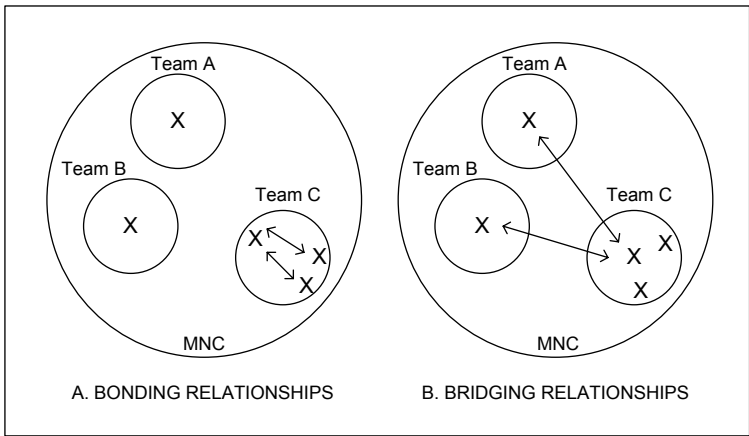 Team A
X
Team B
X
Team C
X
X
X
MNC
A. BONDING RELATIONSHIPS
Team A
X
Team B
X
Team C
X
X
X
MNC
B. BRIDGING RELATIONSHIPS